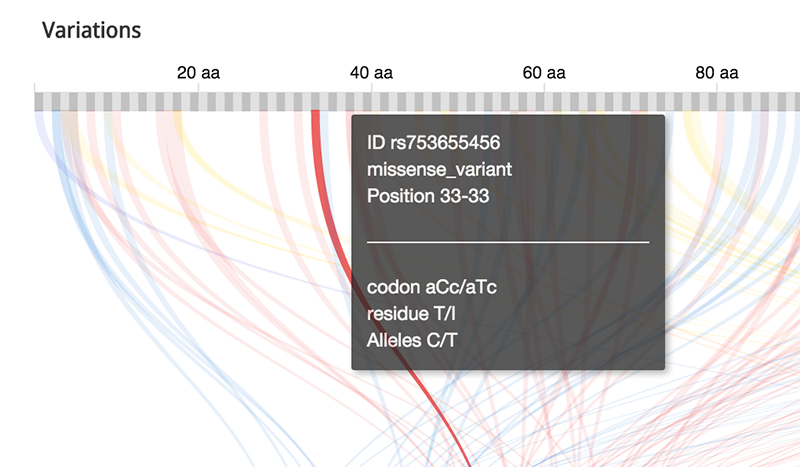 Variations
20 aa 40 aa 60 aa 80 aa
ID rs753655456
missense_variant
Position 33-33
codon aCc/aTc
residue T/I
Alleles C/T